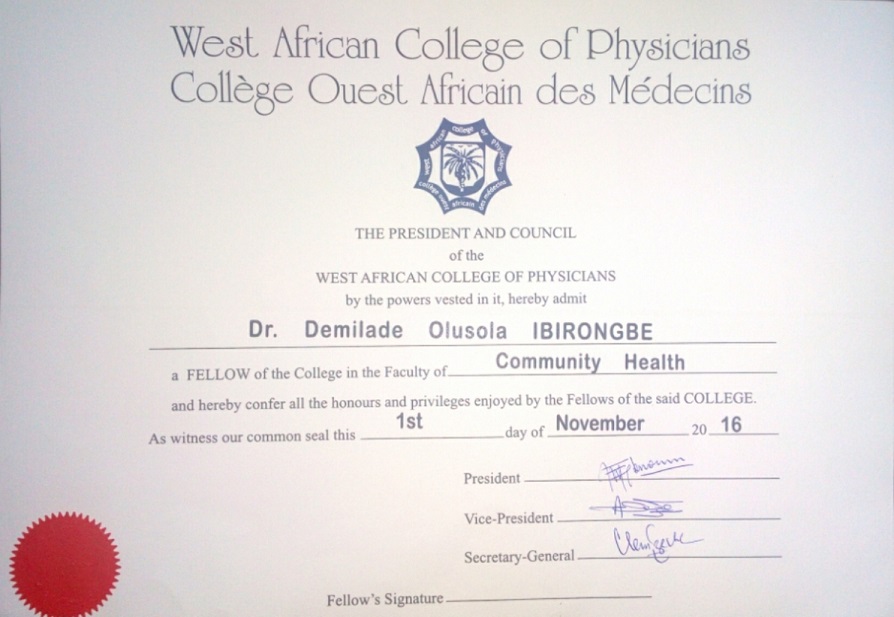 West African College of Physicians
Collège Ouest Africain des Médecins
west african college of physicians
collège ouest africain des médecins
THE PRESIDENT AND COUNCIL
of the
WEST AFRICAN COLLEGE OF PHYSICIANS
by the powers vested in it, hereby admit
Dr. Demilade Olusola IBIRONGBE
a FELLOW of the College in the Faculty of Community Health
and hereby confer all the honours and privileges enjoyed by the Fellows of the said COLLEGE.
As witness our common seal this 1st day of November 20 16
President
Vice-President
Secretary-General
Fellow's Signature